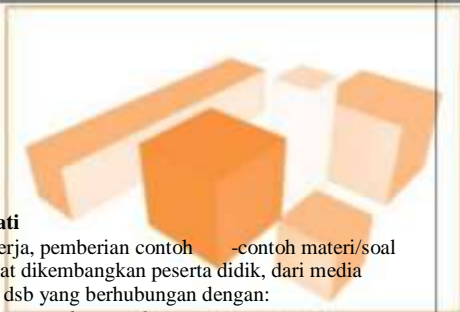 ati
erja, pemberian contoh -contoh materi/soal
at dikembangkan peserta didik, dari media
dsb yang berhubungan dengan: